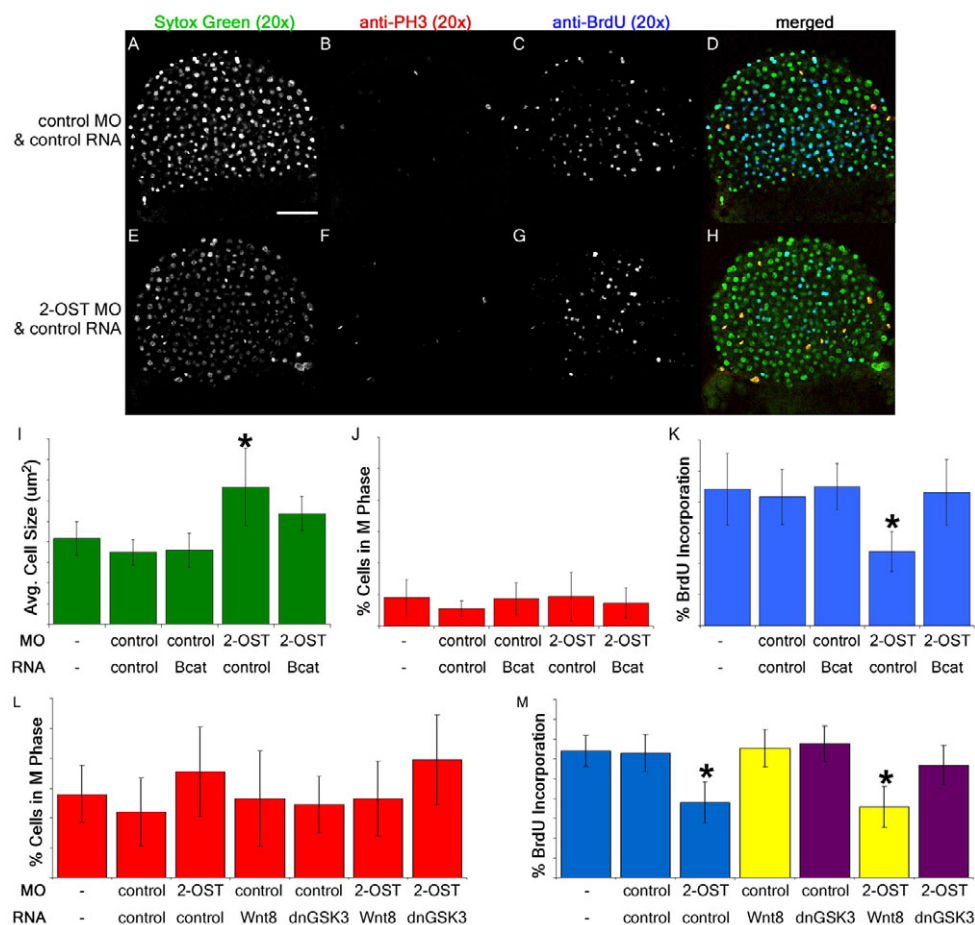 Sytox Green (20x) anti-PH3 (20x) anti-BrdU (20x) merged
A B C D
control MO
& control RNA
E F G H
2-OST MO
& control RNA
I J K
Avg. Cell Size (um²)
*
% Cells in M Phase
% BrdU Incorporation
*
MO - control control 2-OST 2-OST - control control 2-OST 2-OST - control control 2-OST 2-OST
RNA - control Bcat control Bcat - control Bcat control Bcat - control Bcat control Bcat
L M
% Cells in M Phase
% BrdU Incorporation
* *
MO - control 2-OST control control 2-OST 2-OST - control 2-OST control control 2-OST 2-OST
RNA - control control Wnt8 dnGSK3 Wnt8 dnGSK3 - control control Wnt8 dnGSK3 Wnt8 dnGSK3